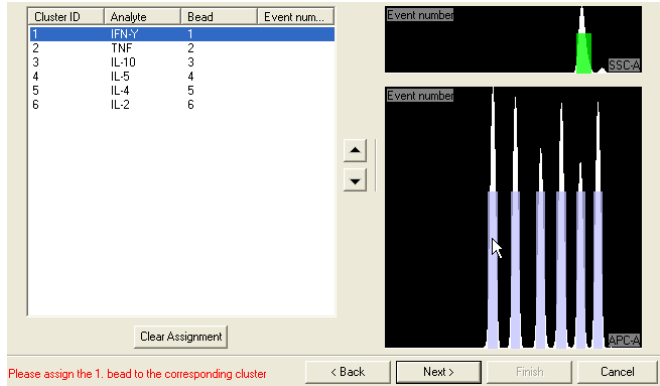 Cluster ID Analyte Bead Event num...
1 IFN-Y 1
2 TNF 2
3 IL-10 3
4 IL-5 4
5 IL-4 5
6 IL-2 6
Clear Assignment
Event number
SSC-A
Event number
APC-A
Please assign the 1. bead to the corresponding cluster
< Back Next > Finish Cancel